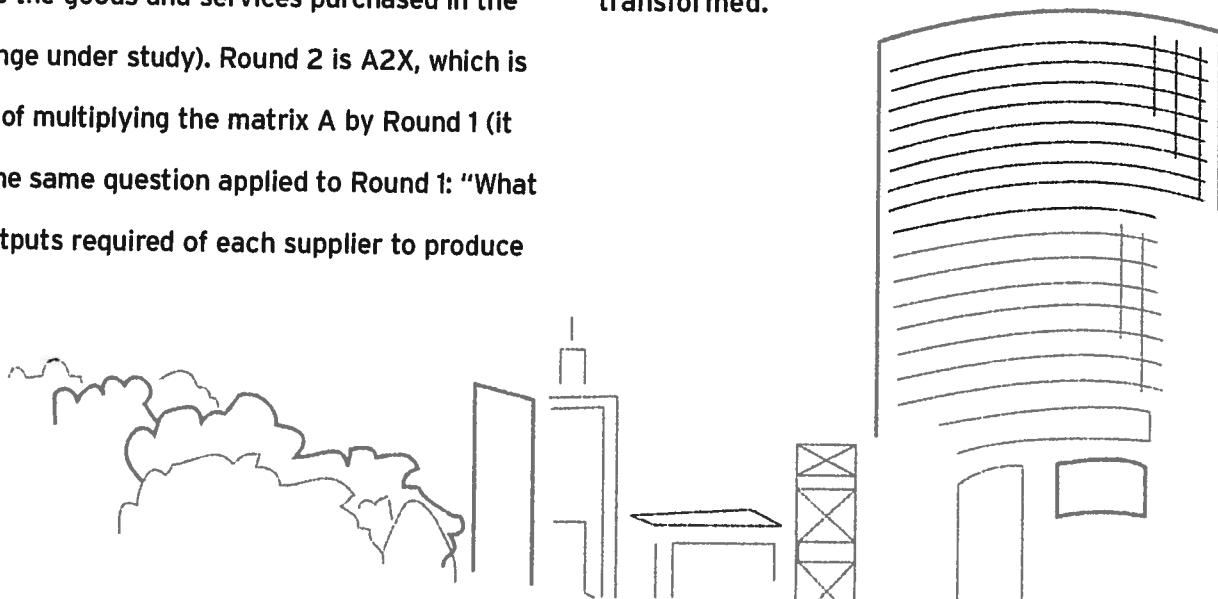 the goods and services purchased in the
nge under study). Round 2 is A2X, which is
of multiplying the matrix A by Round 1 (it
ne same question applied to Round 1: “What
tputs required of each supplier to produce
transformed.